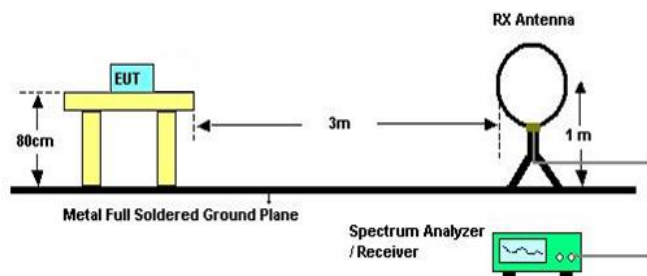 RX Antenna
EUT
3m
80cm
1 m
Metal Full Soldered Ground Plane
Spectrum Analyzer
/ Receiver